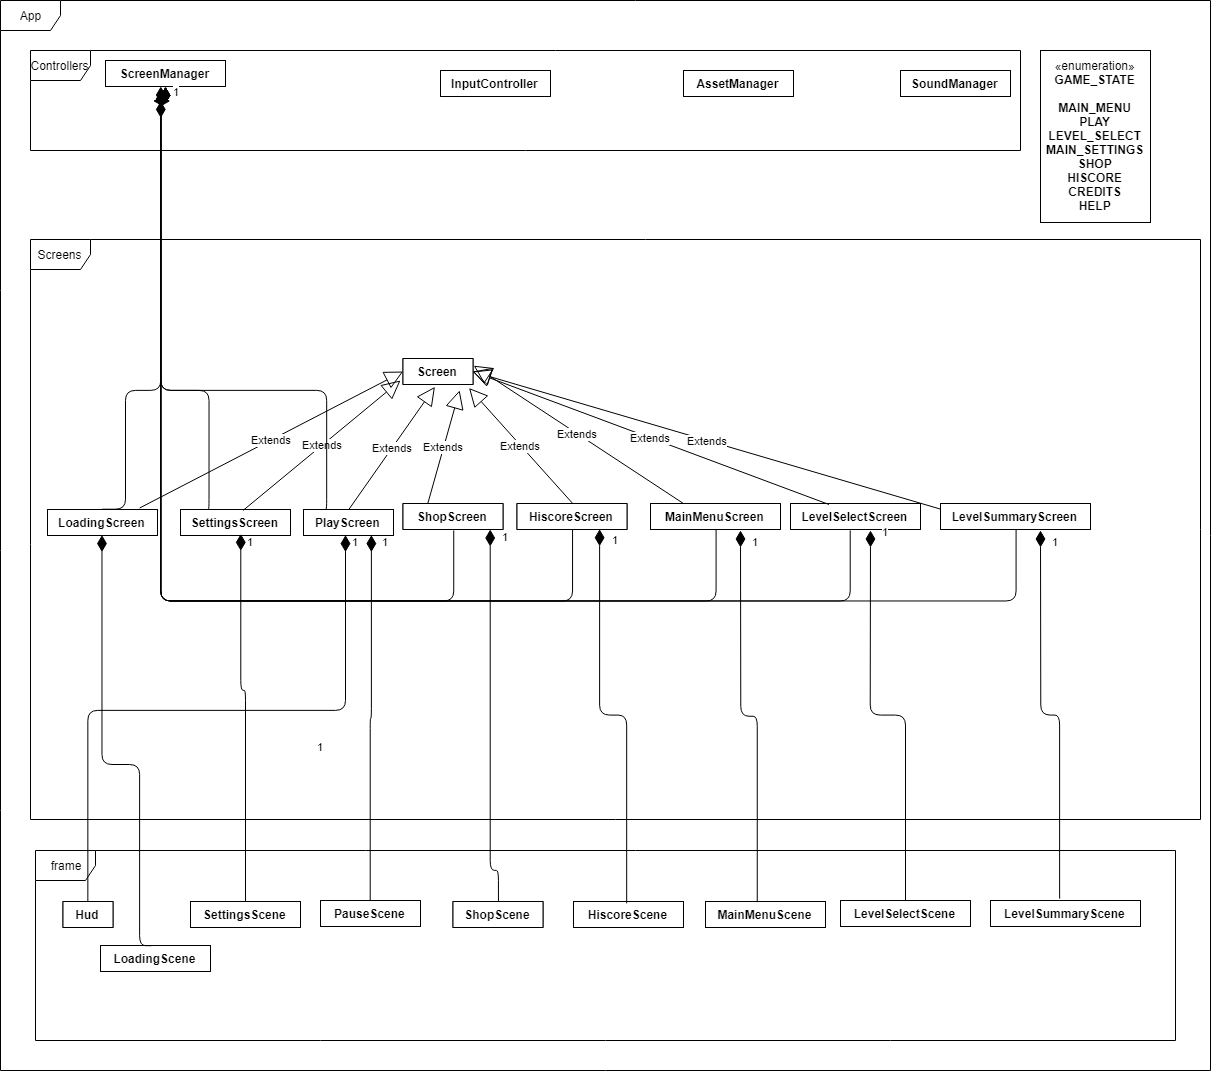 App
Controllers
ScreenManager
1
InputController
AssetManager
SoundManager
«enumeration»
GAME_STATE
MAIN_MENU
PLAY
LEVEL_SELECT
MAIN_SETTINGS
SHOP
HISCORE
CREDITS
HELP
Screens
Screen
Extends
Extends
Extends
Extends
Extends
Extends
Extends
Extends
LoadingScreen
SettingsScreen
PlayScreen
ShopScreen
HiscoreScreen
MainMenuScreen
LevelSelectScreen
LevelSummaryScreen
1
1
1
1
1
1
1
1
1
frame
Hud
SettingsScene
PauseScene
ShopScene
HiscoreScene
MainMenuScene
LevelSelectScene
LevelSummaryScene
LoadingScene